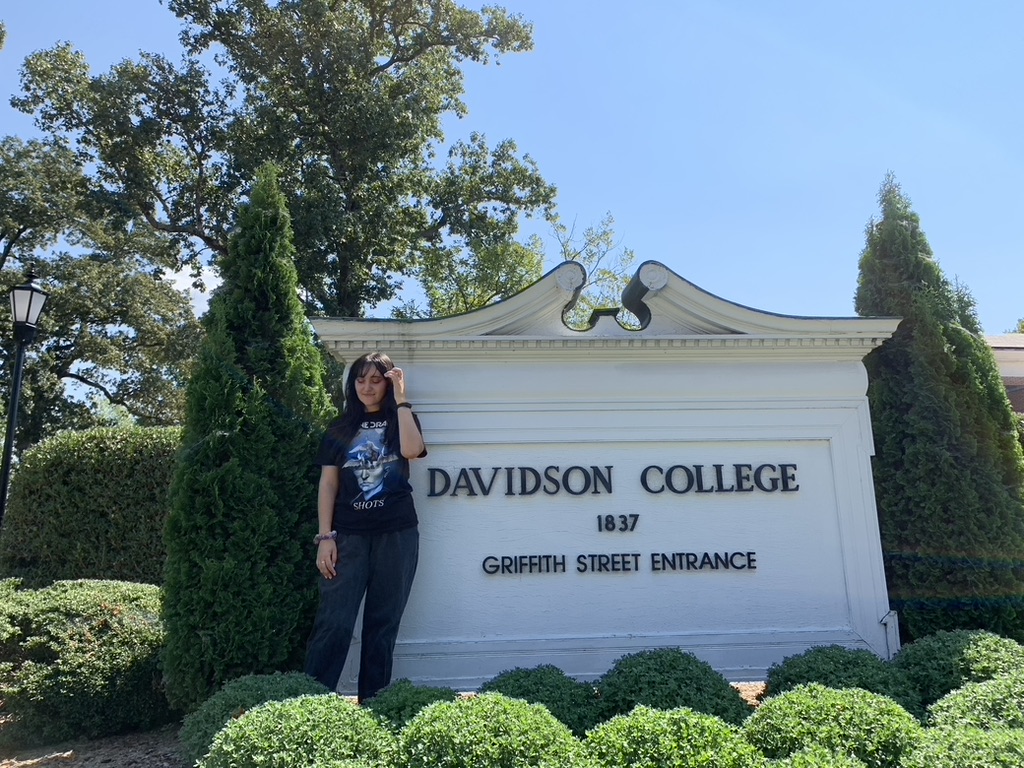 SHOTS
DAVIDSON COLLEGE
1837
GRIFFITH STREET ENTRANCE